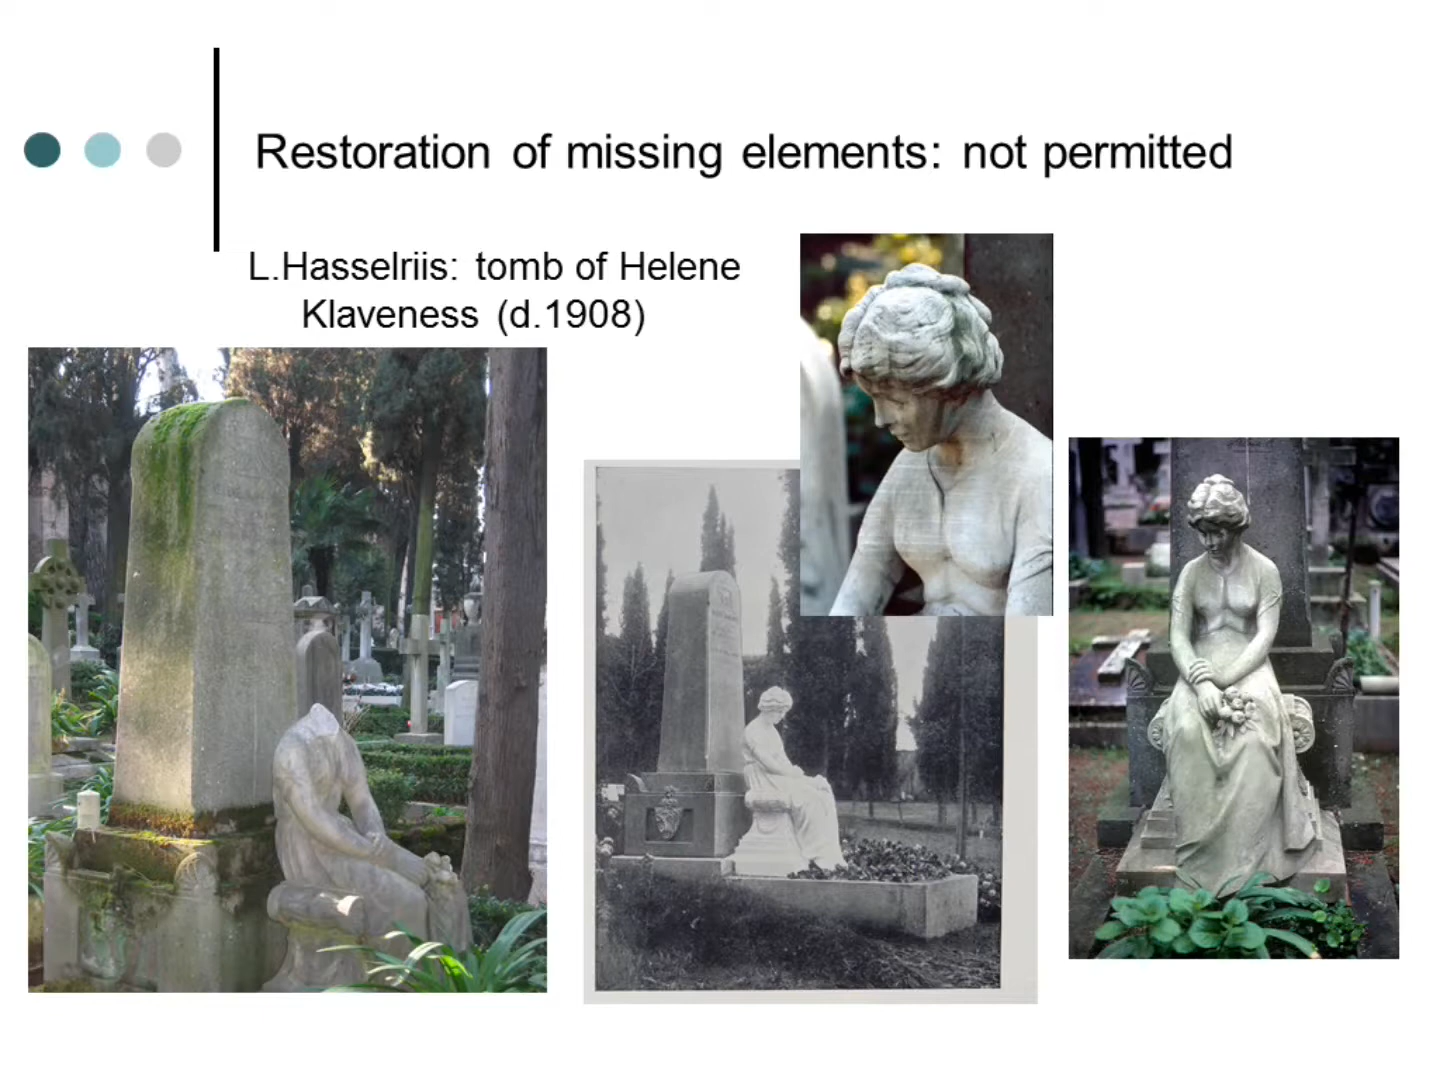 Restoration of missing elements: not permitted
L.Hasselriis: tomb of Helene
Klaveness (d.1908)